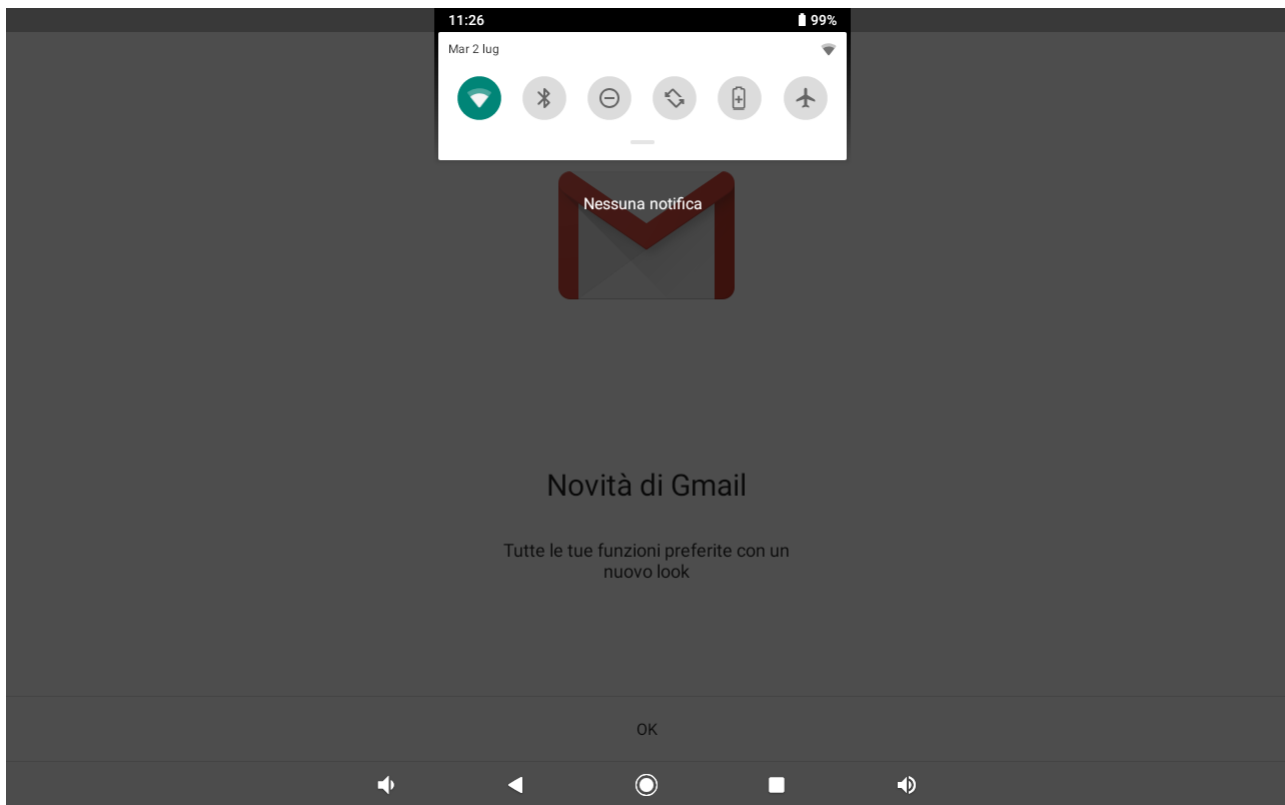 11:26 99%
Mar 2 lug
Nessuna notifica
Novità di Gmail
Tutte le tue funzioni preferite con un
nuovo look
OK